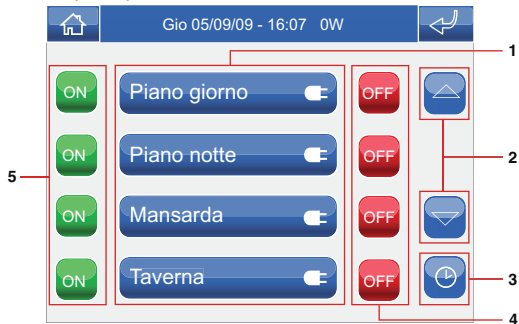 Gio 05/09/09 - 16:07 0W
1
ON Piano giorno OFF
ON Piano notte OFF
2
5
ON Mansarda OFF
ON Taverna OFF
3
4